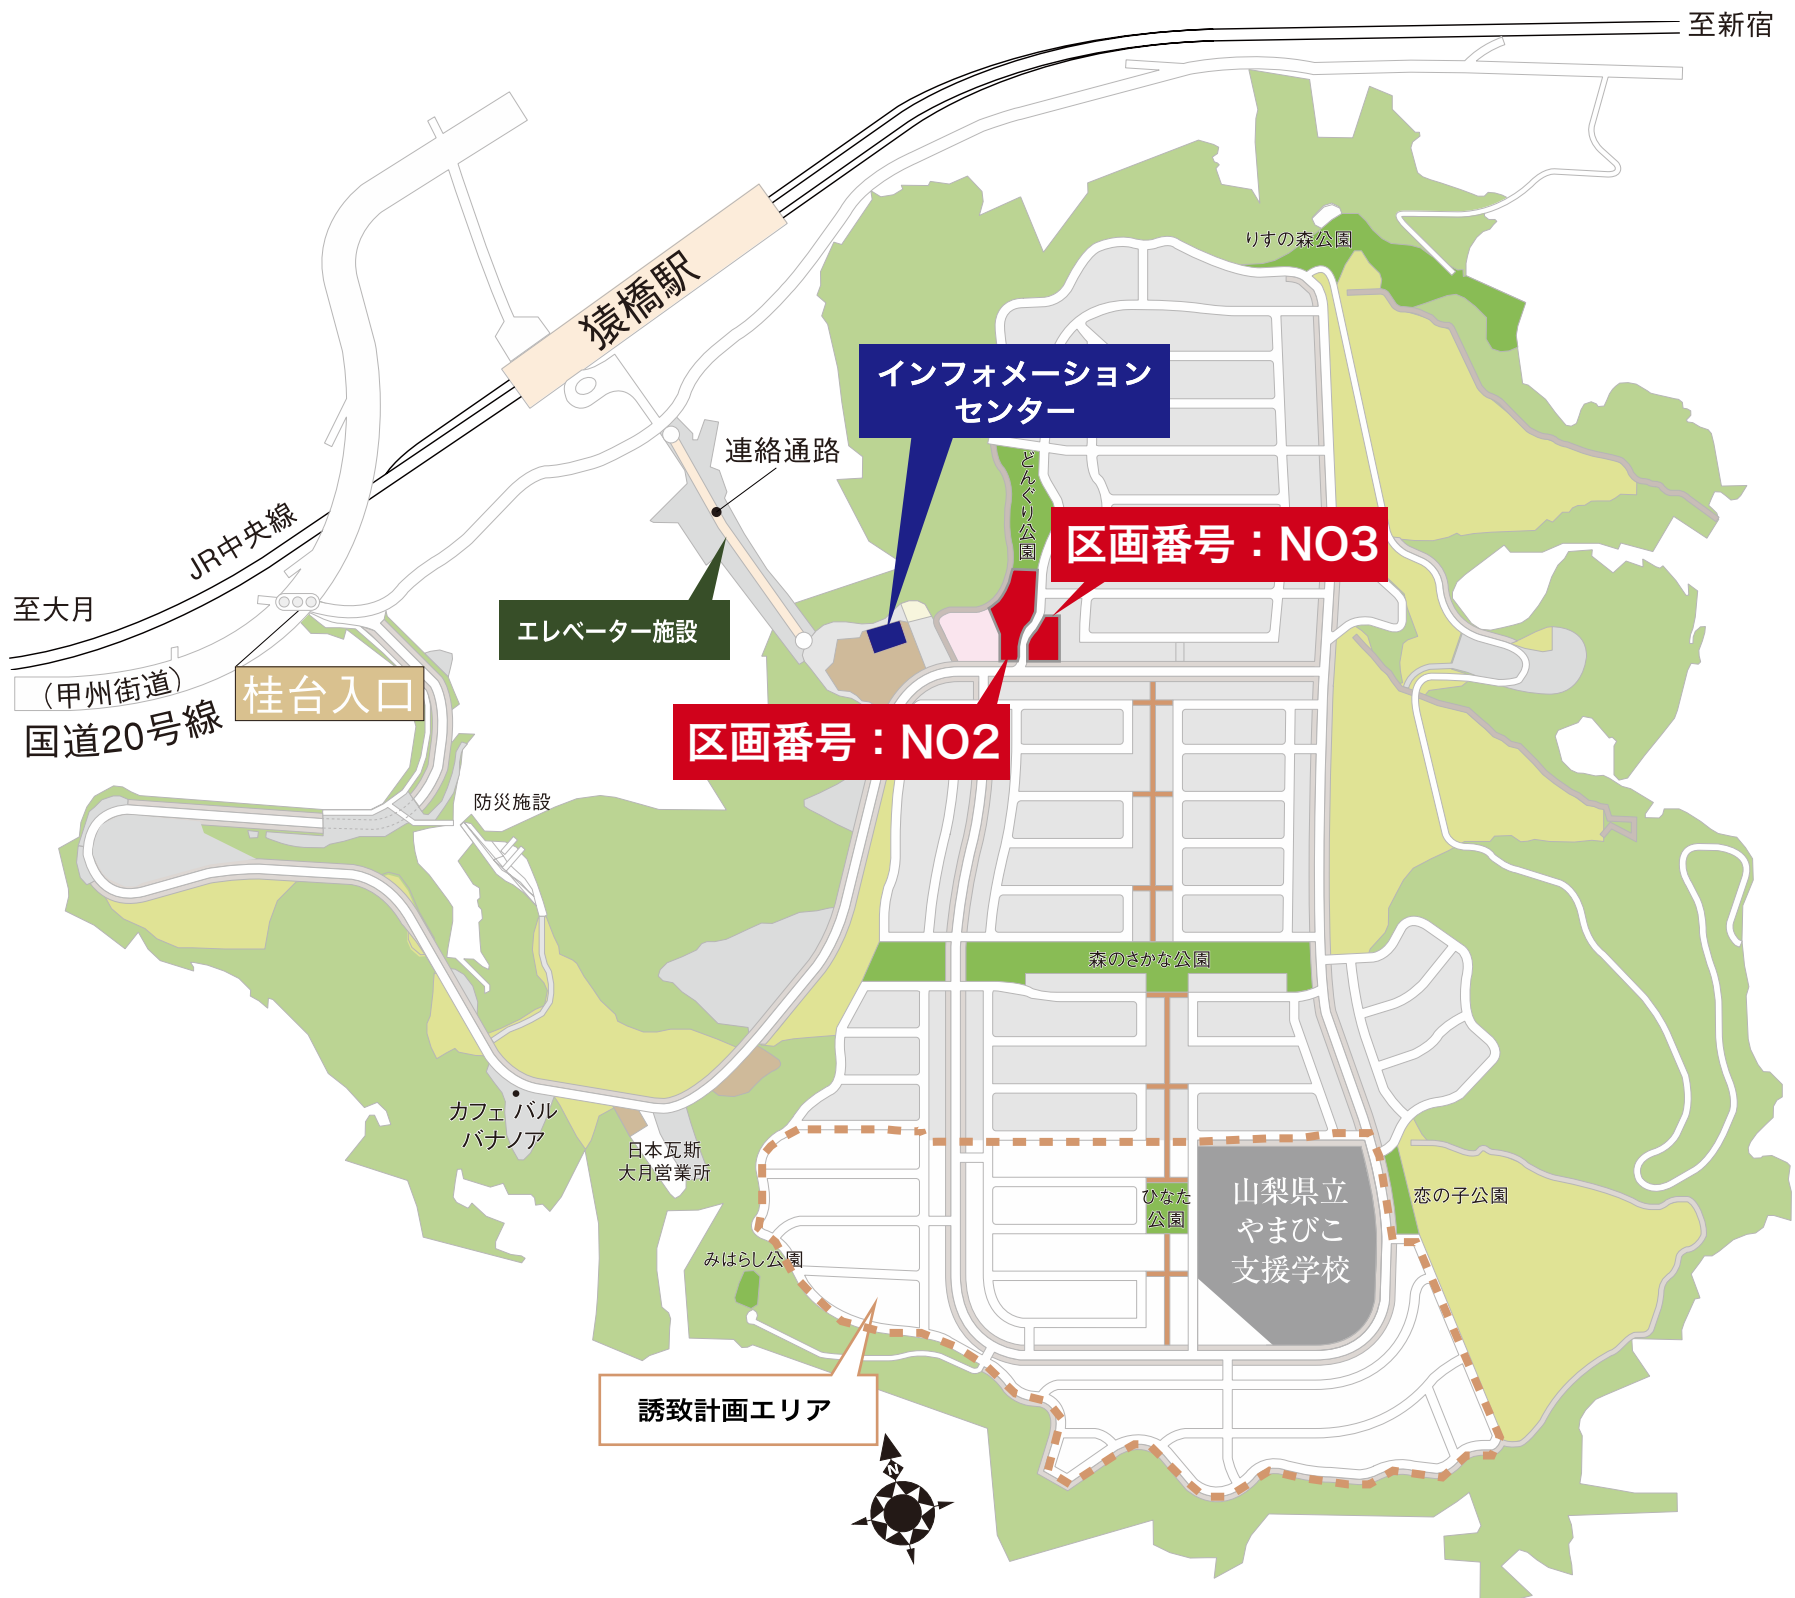 至新宿
りすの森公園
猿橋駅
インフォメーション
センター
連絡通路
どんぐり公園
JR中央線
区画番号：NO3
至大月
エレベーター施設
（甲州街道）
国道20号線
桂台入口
区画番号：NO2
防災施設
森のさかな公園
カフェ バル
バナノア
日本瓦斯
大月営業所
ひなた
公園
山梨県立
やまびこ
支援学校
恋の子公園
みはらし公園
誘致計画エリア
N